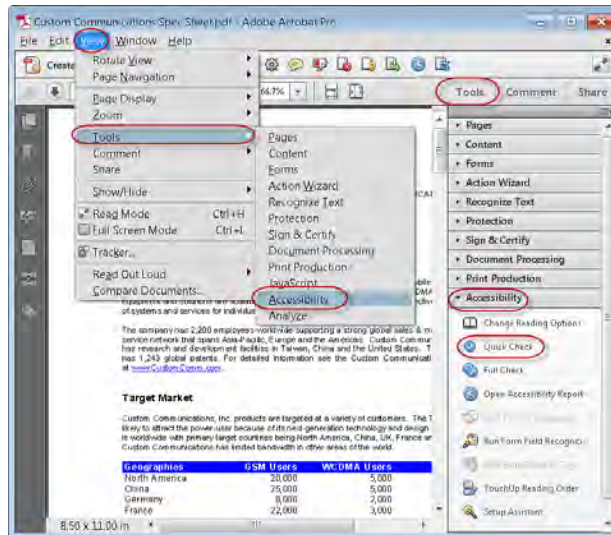 Custom Communications Spec Sheet.pdf - Adobe Acrobat Pro
File Edit View Window Help
Create
66.7%
Tools Comment Share
Rotate View
Page Navigation
Page Display
Zoom
Tools
Comment
Share
Show/Hide
Read Mode Ctrl+H
Full Screen Mode Ctrl+L
Tracker...
Read Out Loud
Compare Documents...
Pages
Content
Forms
Action Wizard
Recognize Text
Protection
Sign & Certify
Document Processing
Print Production
JavaScript
Accessibility
Analyze
Pages
Content
Forms
Action Wizard
Recognize Text
Protection
Sign & Certify
Document Processing
Print Production
Accessibility
Change Reading Options
Quick Check
Full Check
Open Accessibility Report
Run Form Field Recogniti
TouchUp Reading Order
Setup Assistant
of systems and services for individua
The company has 2,200 employees worldwide supporting a strong global sales & m
service network that spans Asia-Pacific, Europe and the Americas. Custom Commur
has research and development facilities in Taiwan, China and the United States. T
has 1,243 global patents. For detailed information see the Custom Communicati
at www.CustomComm.com.
Target Market
Custom Communications, Inc. products are targeted at a variety of customers. The T
likely to attract the power user because of its next-generation technology and design
is worldwide with primary target countries being North America, China, UK, France ar
Custom Communications has limited bandwidth in other areas of the world.
Geographies GSM Users WCDMA Users
North America 20,000 5,000
China 25,000 5,000
Germany 8,000 2,000
France 22,000 3,000
8.50 x 11.00 in